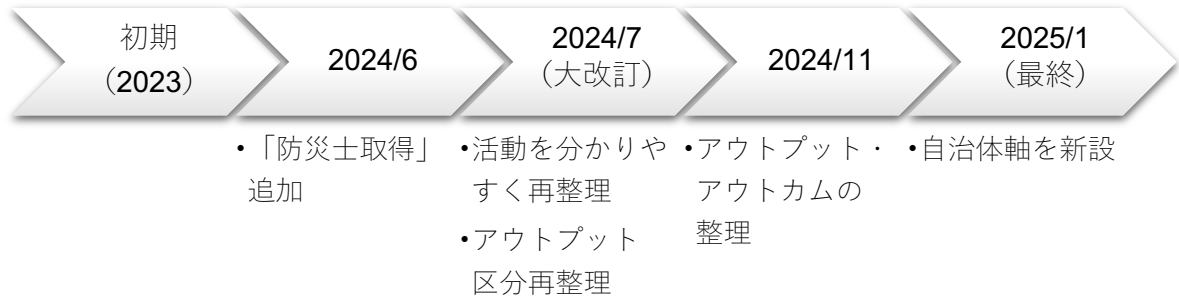 初期
（2023）
2024/6
2024/7
（大改訂）
2024/11
2025/1
（最終）
•「防災士取得」
追加
•活動を分かりや
すく再整理
•アウトプット
区分再整理
•アウトプット・
アウトカムの
整理
•自治体軸を新設